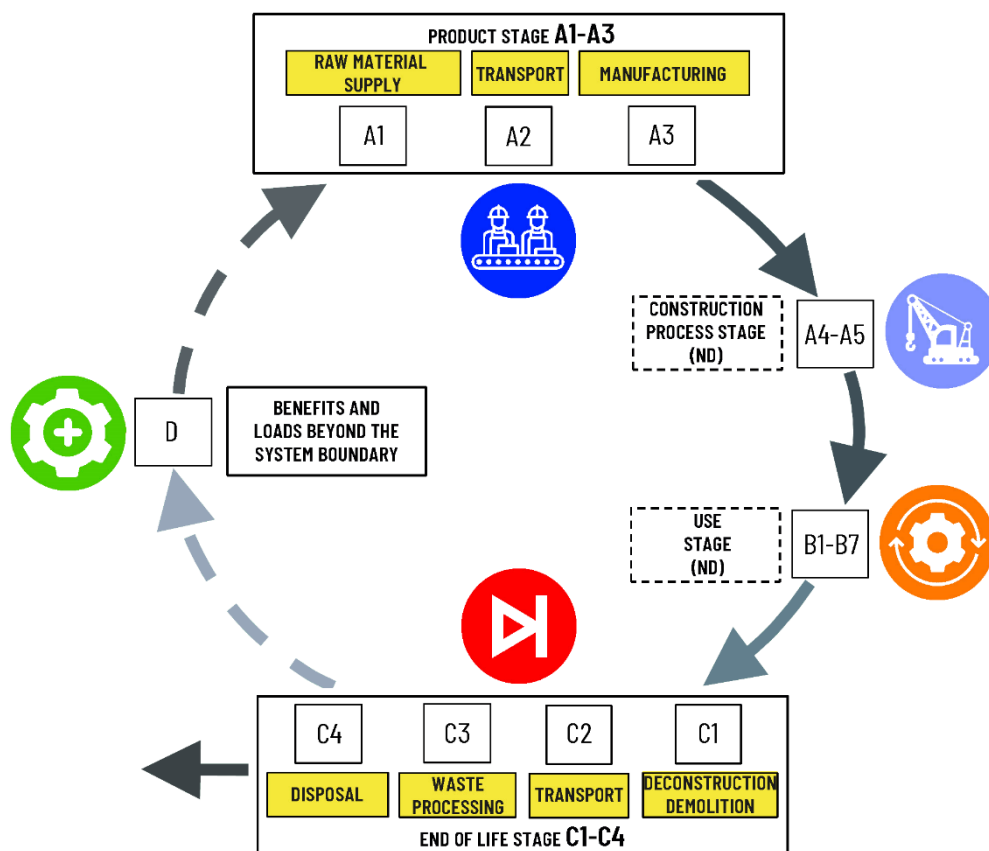 PRODUCT STAGE A1-A3
RAW MATERIAL
SUPPLY
TRANSPORT
MANUFACTURING
A1
A2
A3
CONSTRUCTION
PROCESS STAGE
(ND)
A4-A5
D
BENEFITS AND
LOADS BEYOND THE
SYSTEM BOUNDARY
USE
STAGE
(ND)
B1-B7
C4
C3
C2
C1
DISPOSAL
WASTE
PROCESSING
TRANSPORT
DECONSTRUCTION
DEMOLITION
END OF LIFE STAGE C1-C4